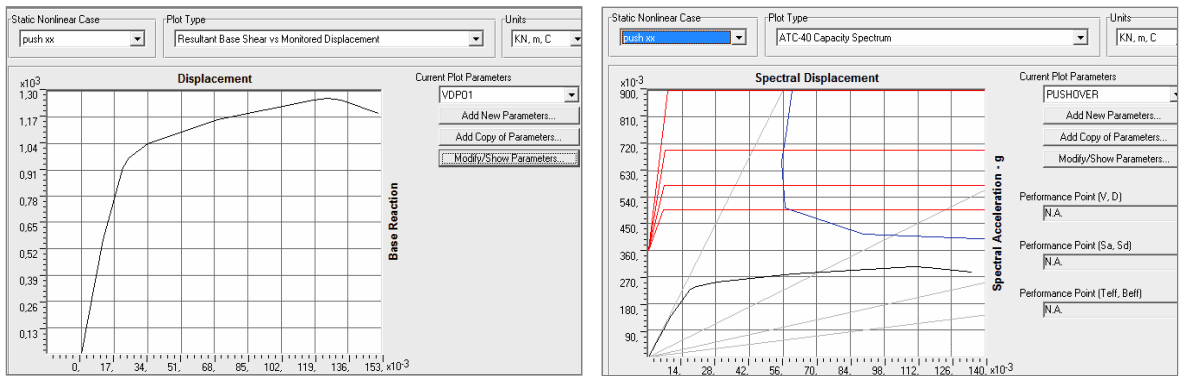 Static Nonlinear Case
Plot Type
Units
push xx
Resultant Base Shear vs Monitored Displacement
KN, m, C
Displacement
x10⁻³
1,30
1,17
1,04
0,91
0,78
0,65
0,52
0,39
0,26
0,13
0, 17, 34, 51, 68, 85, 102, 119, 136, 153, x10⁻³
Base Reaction
Current Plot Parameters
VDPO1
Add New Parameters...
Add Copy of Parameters...
Modify/Show Parameters...
Static Nonlinear Case
Plot Type
Units
push xx
ATC-40 Capacity Spectrum
KN, m, C
Spectral Displacement
x10⁻³
900,
810,
720,
630,
540,
450,
360,
270,
180,
90,
14, 28, 42, 56, 70, 84, 98, 112, 126, 140, x10⁻³
Spectral Acceleration - g
Current Plot Parameters
PUSHOVER
Add New Parameters...
Add Copy of Parameters...
Modify/Show Parameters...
Performance Point (V, D)
N.A.
Performance Point (Sa, Sd)
N.A.
Performance Point (Teff, Beff)
N.A.